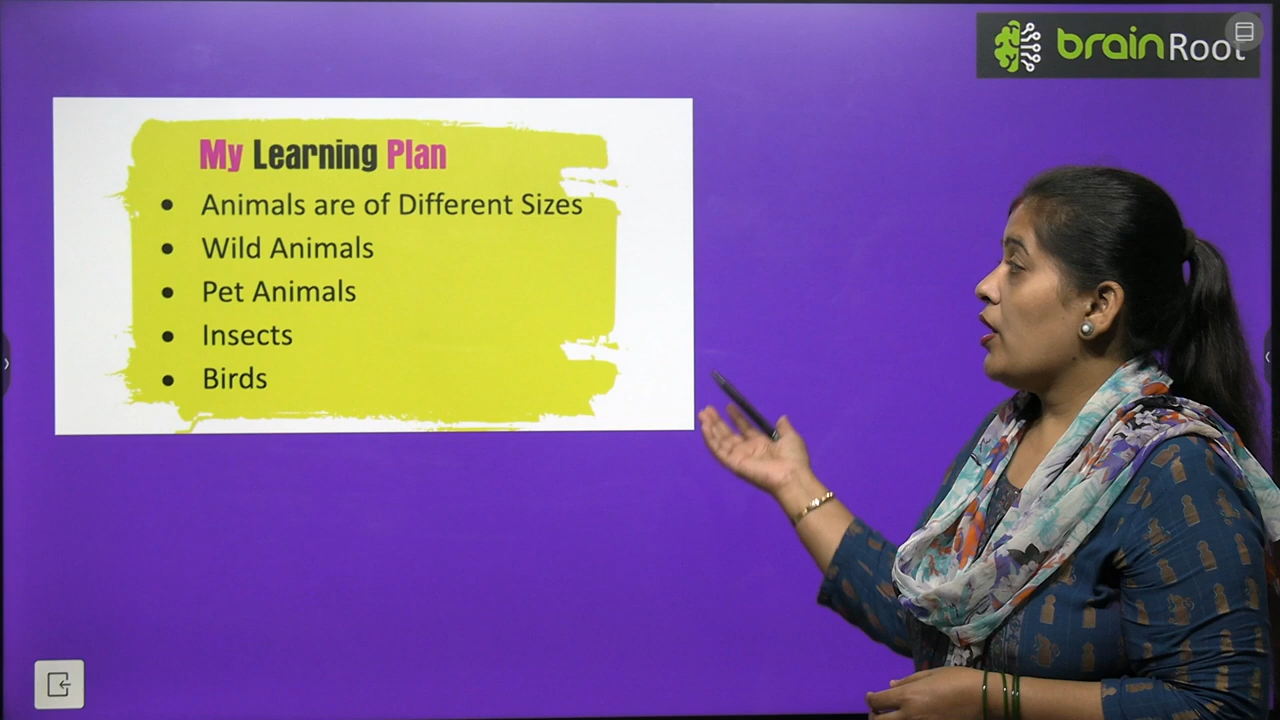 brainRoot
My Learning Plan
• Animals are of Different Sizes
• Wild Animals
• Pet Animals
• Insects
• Birds